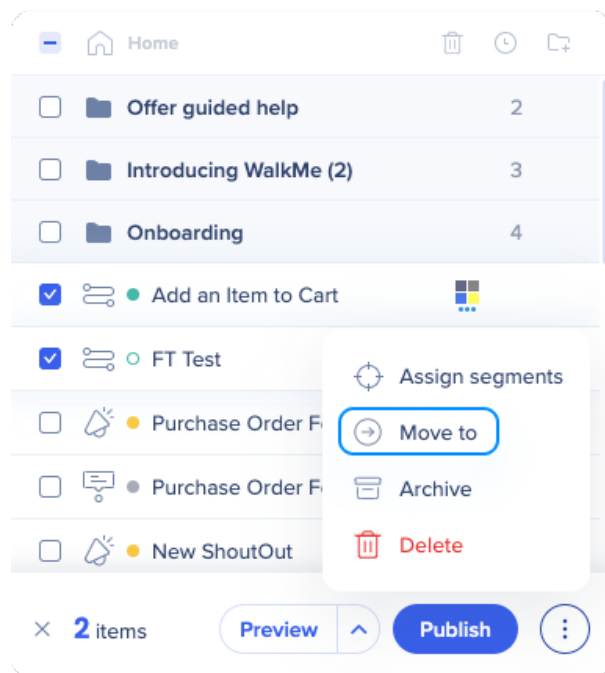 Home
Offer guided help 2
Introducing WalkMe (2) 3
Onboarding 4
Add an Item to Cart
FT Test
Assign segments
Purchase Order F
Move to
Purchase Order F
Archive
New ShoutOut
Delete
2 items
Preview
Publish